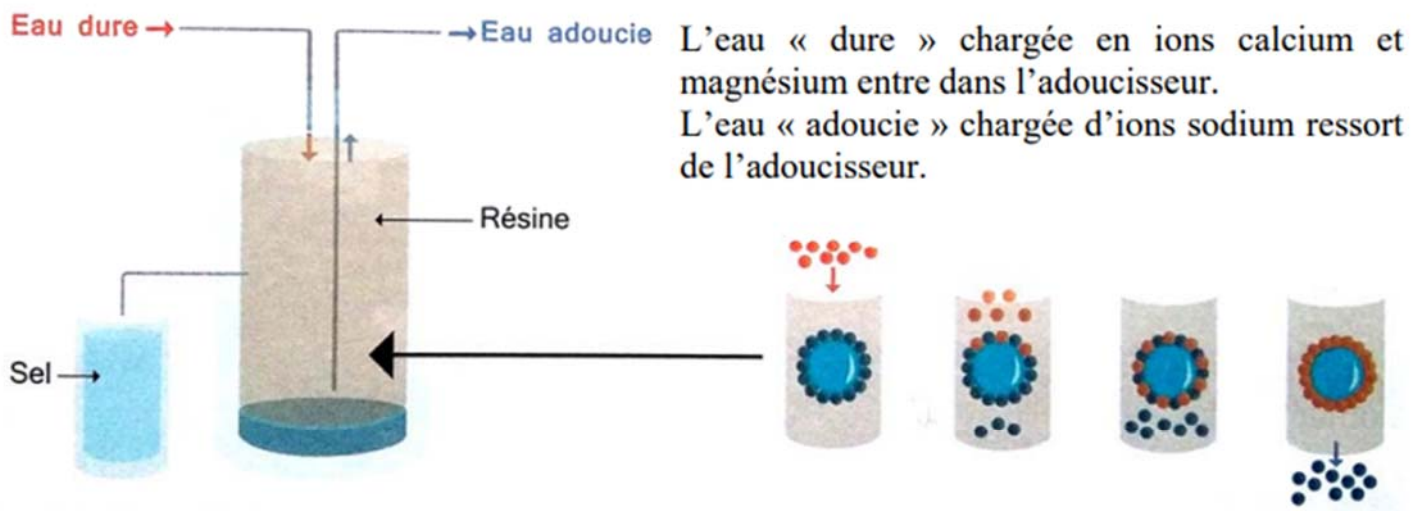 Eau dure
Eau adoucie
L'eau « dure » chargée en ions calcium et
magnésium entre dans l'adoucisseur.
L'eau « adoucie » chargée d'ions sodium ressort
de l'adoucisseur.
Résine
Sel